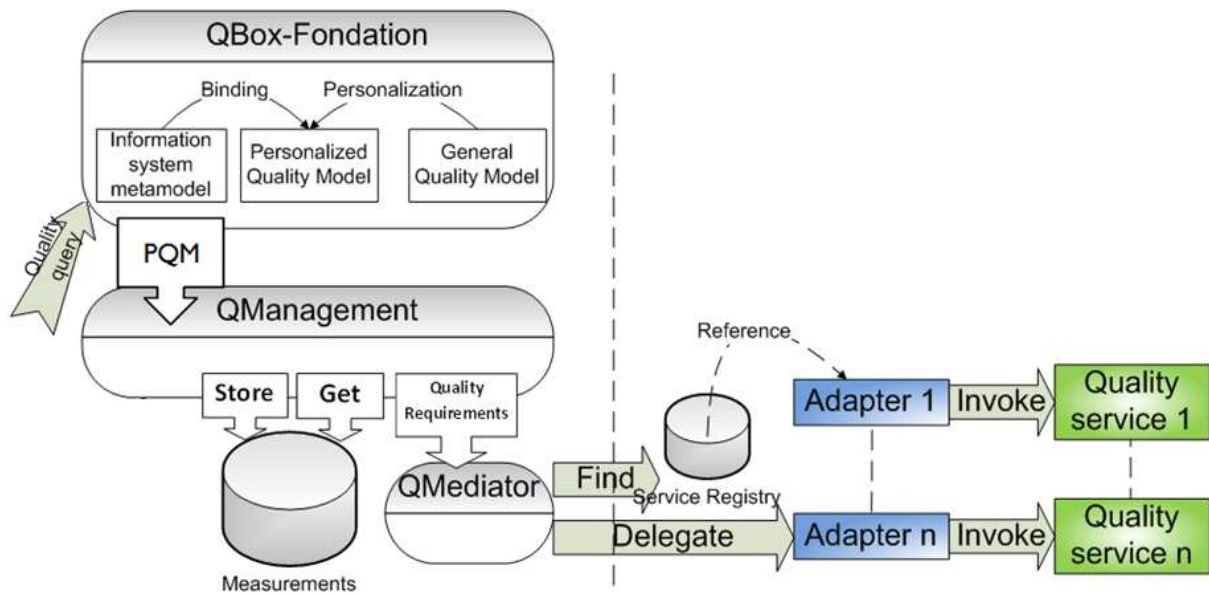 QBox-Fondation
Binding
Personalization
Information
system
metamodel
Personalized
Quality Model
General
Quality Model
Quality
query
PQM
QManagement
Store
Get
Quality
Requirements
Measurements
QMediator
Find
Service Registry
Delegate
Reference
Adapter 1
Invoke
Quality
service 1
Adapter n
Invoke
Quality
service n